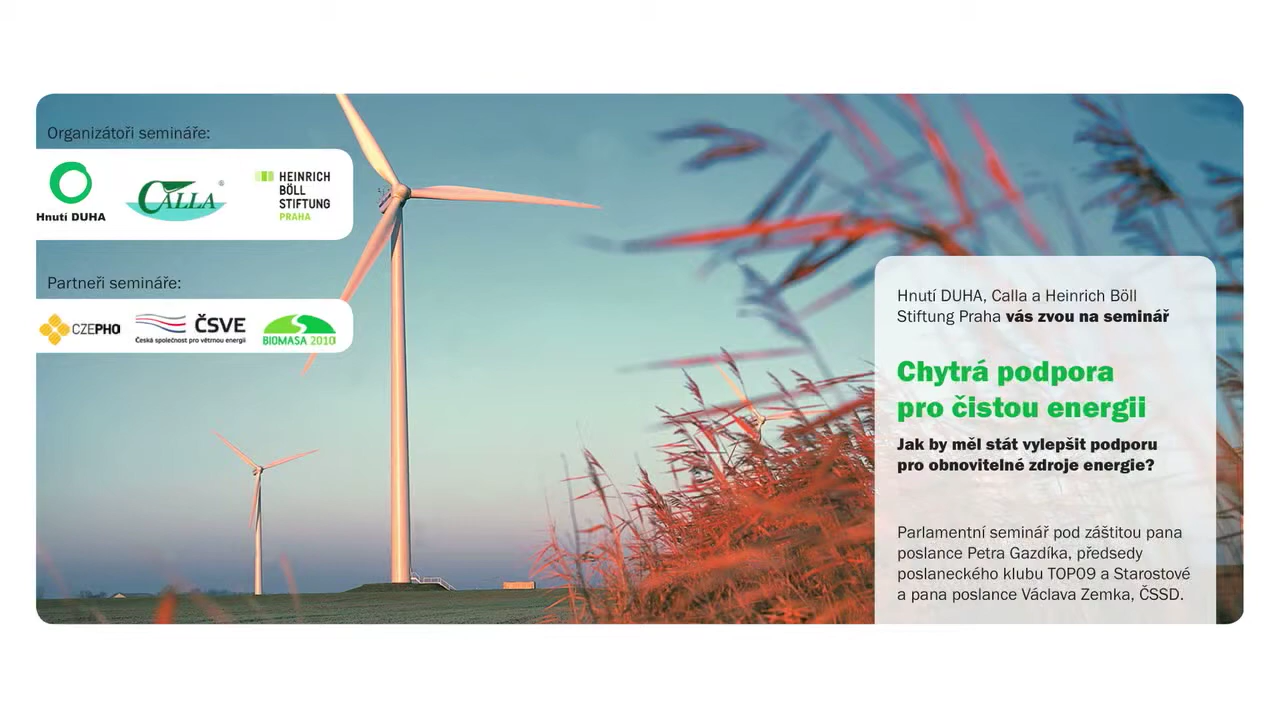 Organizátoři semináře:
Hnutí DUHA
CALLA®
HEINRICH
BÖLL
STIFTUNG
PRAHA
Partneři semináře:
CZEPHO
ČSVE
Česká společnost pro větrnou energii
BIOMASA 2010
Hnutí DUHA, Calla a Heinrich Böll
Stiftung Praha vás zvou na seminář
Chytrá podpora
pro čistou energii
Jak by měl stát vylepšit podporu
pro obnovitelné zdroje energie?
Parlamentní seminář pod záštitou pana
poslance Petra Gazdíka, předsedy
poslaneckého klubu TOP09 a Starostové
a pana poslance Václava Zemka, ČSSD.